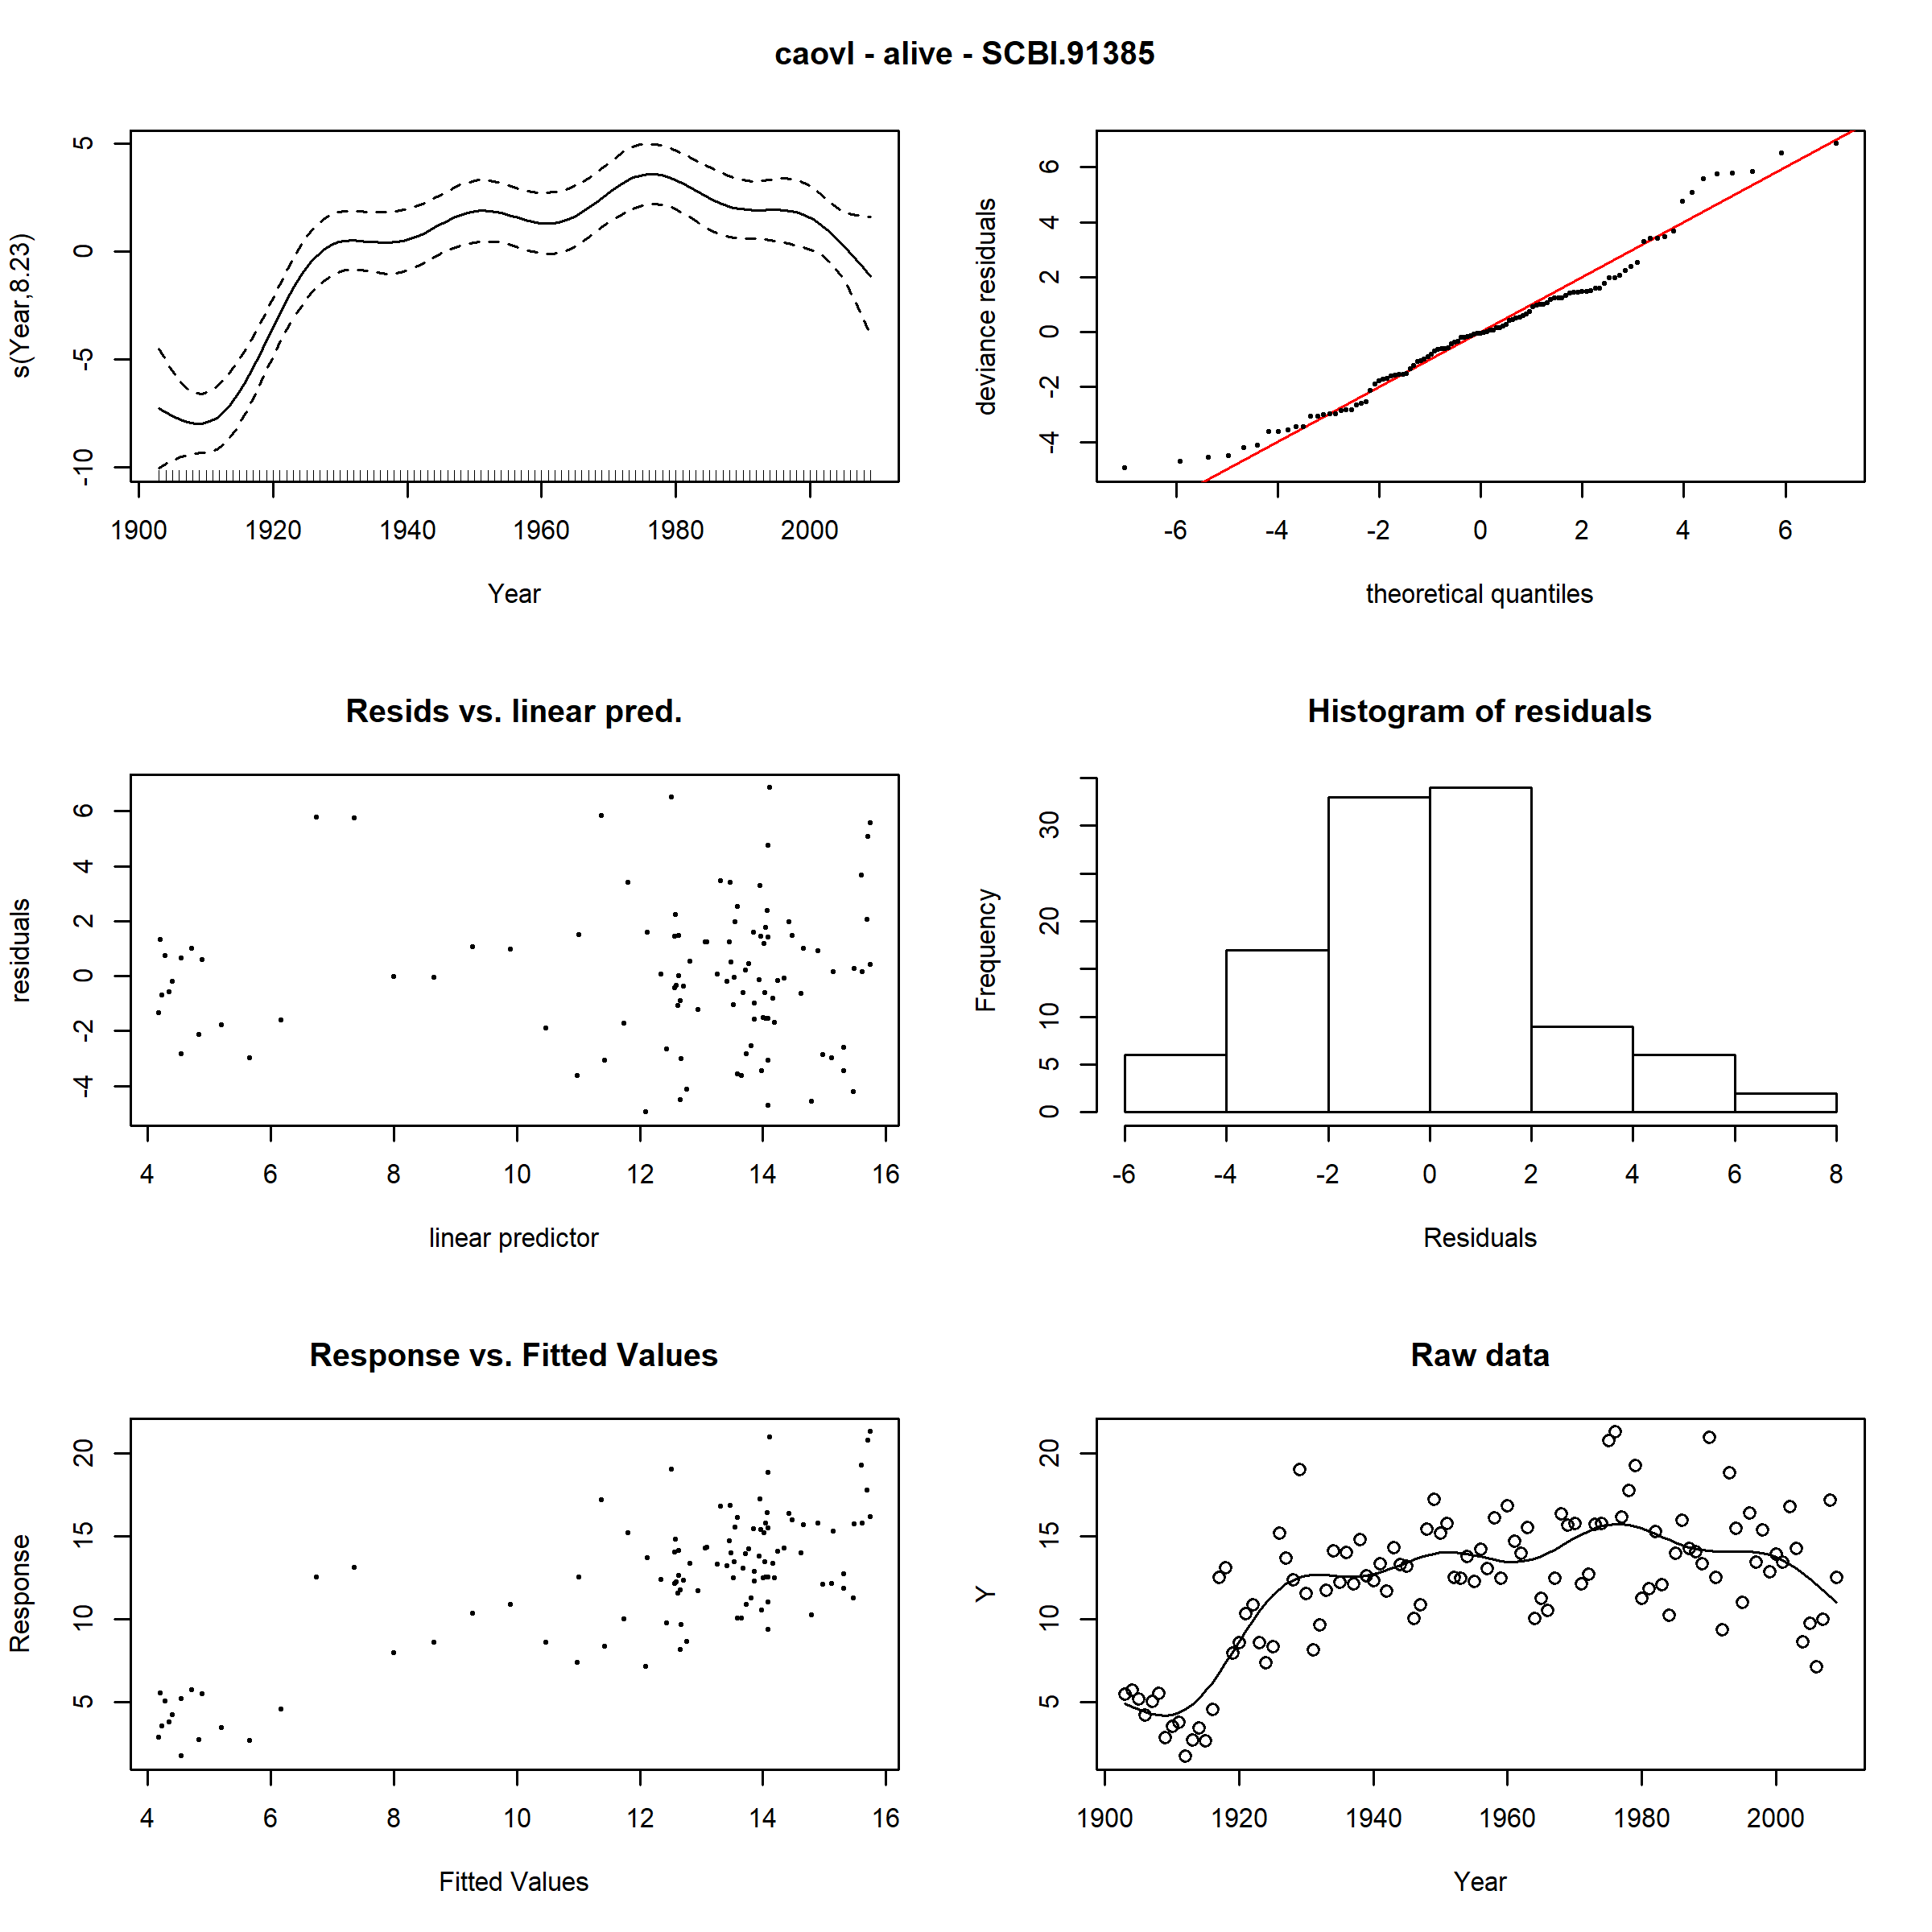 caovl - alive - SCBI.91385
s(Year,8.23)
5
0
-5
-10
1900 1920 1940 1960 1980 2000
Year
deviance residuals
6
4
2
0
-2
-4
-6 -4 -2 0 2 4 6
theoretical quantiles
Resids vs. linear pred.
residuals
6
4
2
0
-2
-4
4 6 8 10 12 14 16
linear predictor
Histogram of residuals
Frequency
30
20
10
5
0
-6 -4 -2 0 2 4 6 8
Residuals
Response vs. Fitted Values
Response
20
15
10
5
4 6 8 10 12 14 16
Fitted Values
Raw data
Y
20
15
10
5
1900 1920 1940 1960 1980 2000
Year